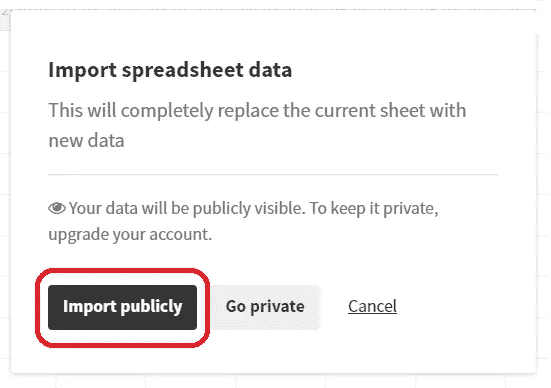 Import spreadsheet data
This will completely replace the current sheet with
new data
Your data will be publicly visible. To keep it private,
upgrade your account.
Import publicly Go private Cancel